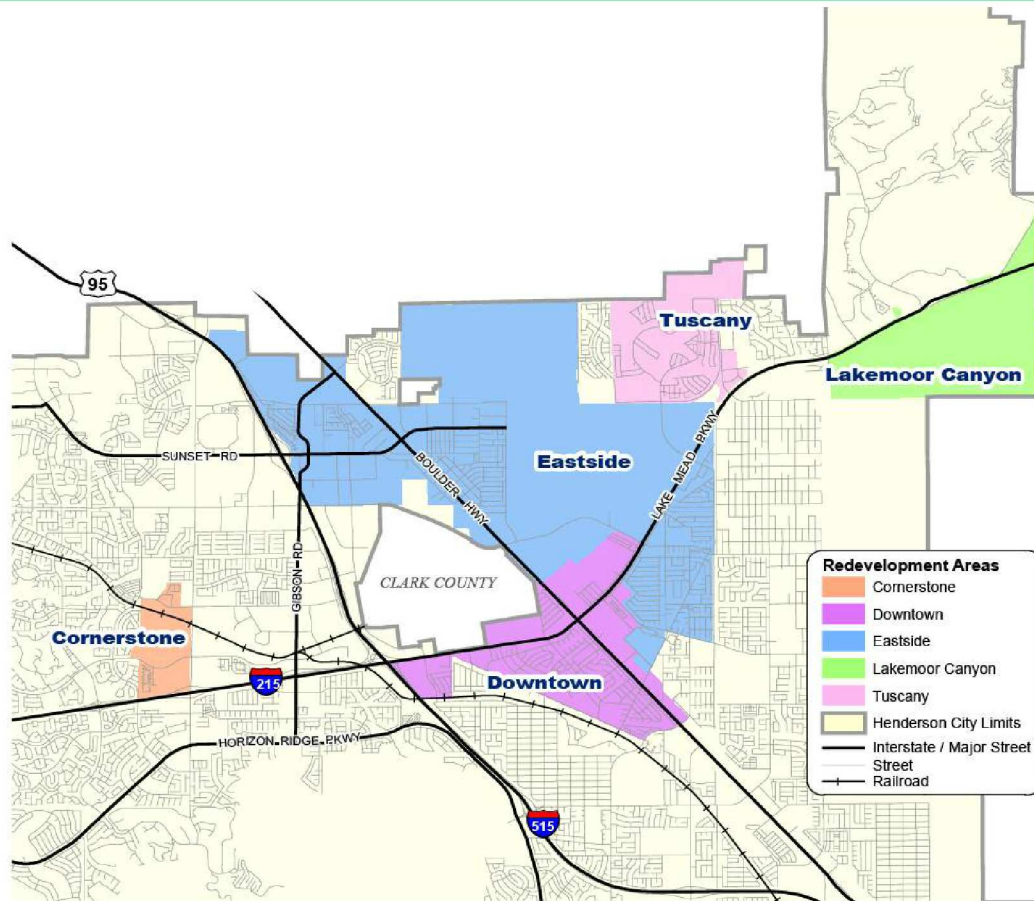 95
Tuscany
Lakemoor Canyon
SUNSET RD
BOULDER HWY
Eastside
LAKE MEAD PKWY
GIBSON RD
CLARK COUNTY
Cornerstone
215
Downtown
HORIZON RIDGE PKWY
515
Redevelopment Areas
Cornerstone
Downtown
Eastside
Lakemoor Canyon
Tuscany
Henderson City Limits
Interstate / Major Street
Street
Railroad